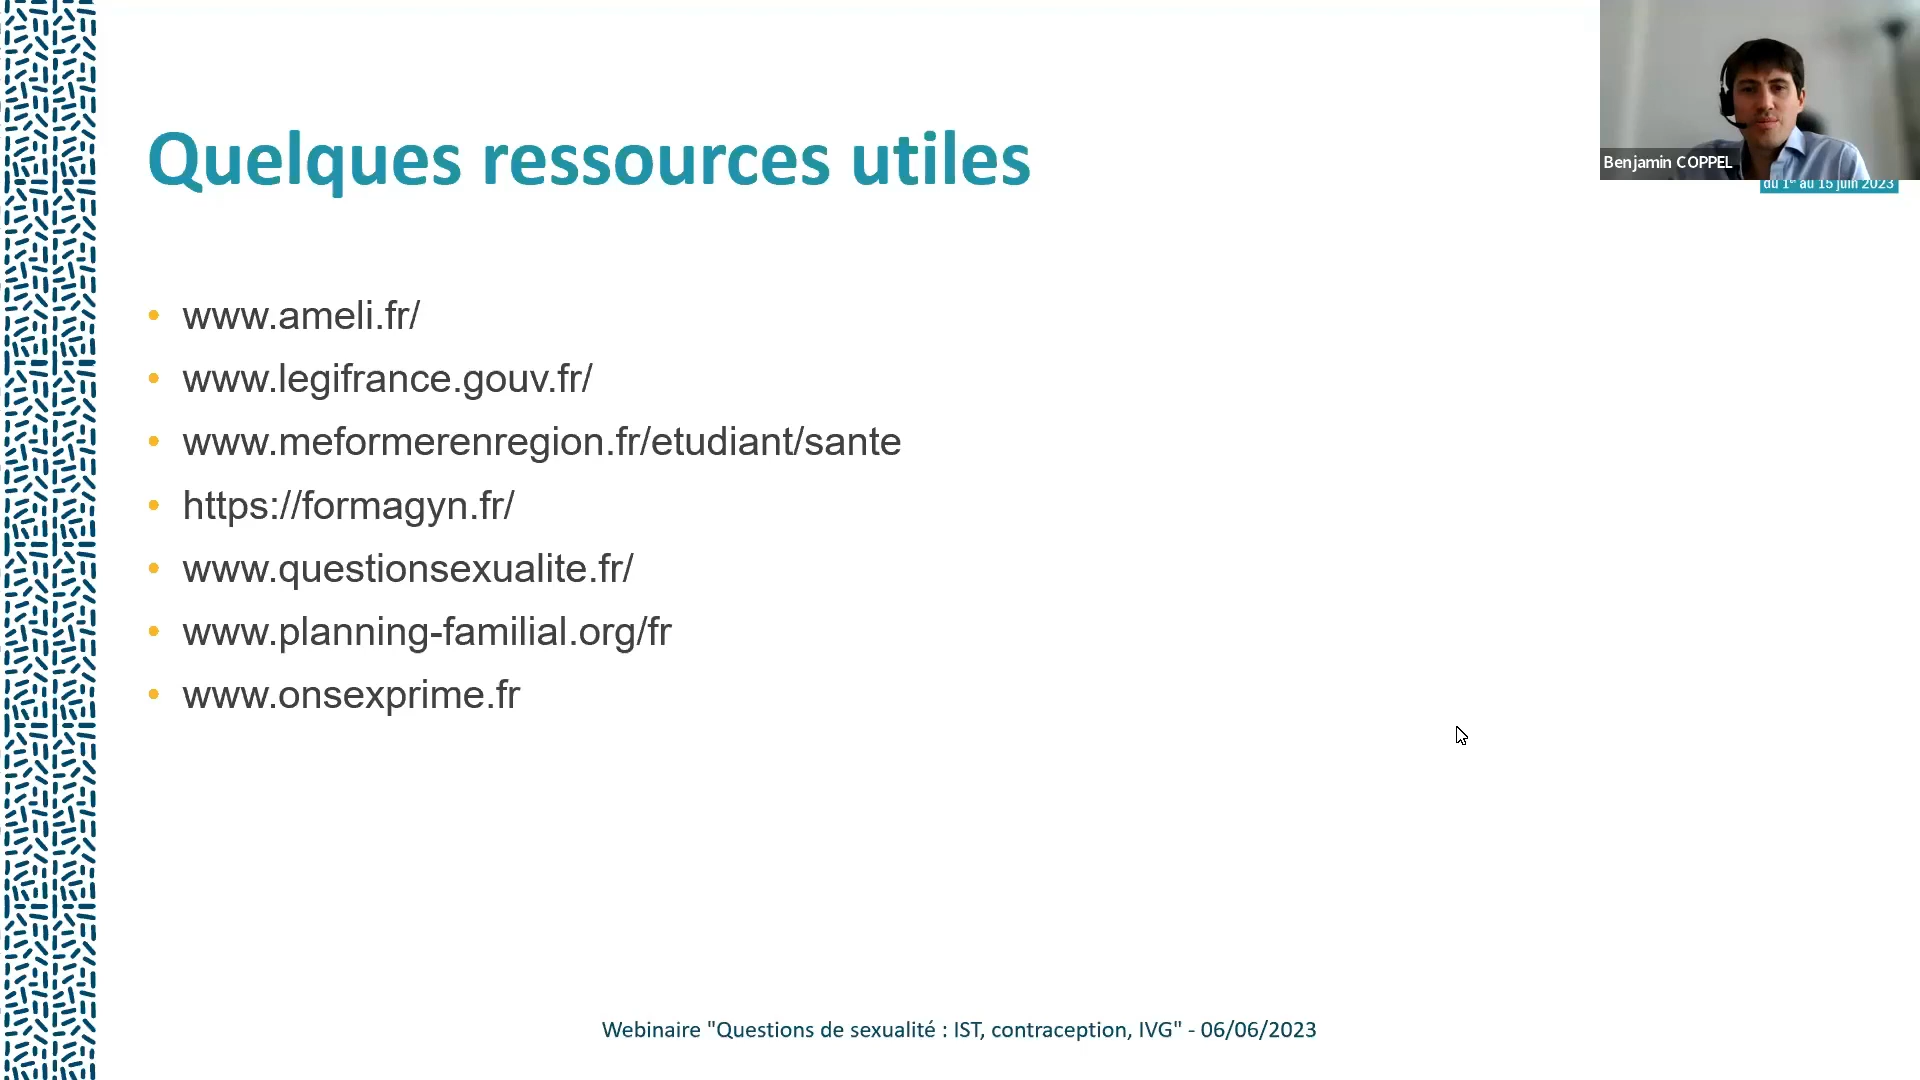 Quelques ressources utiles
Benjamin COPPEL
du 1er au 15 juin 2023
• www.ameli.fr/
• www.legifrance.gouv.fr/
• www.meformerenregion.fr/etudiant/sante
• https://formagyn.fr/
• www.questionsexualite.fr/
• www.planning-familial.org/fr
• www.onsexprime.fr
Webinaire "Questions de sexualité : IST, contraception, IVG" - 06/06/2023